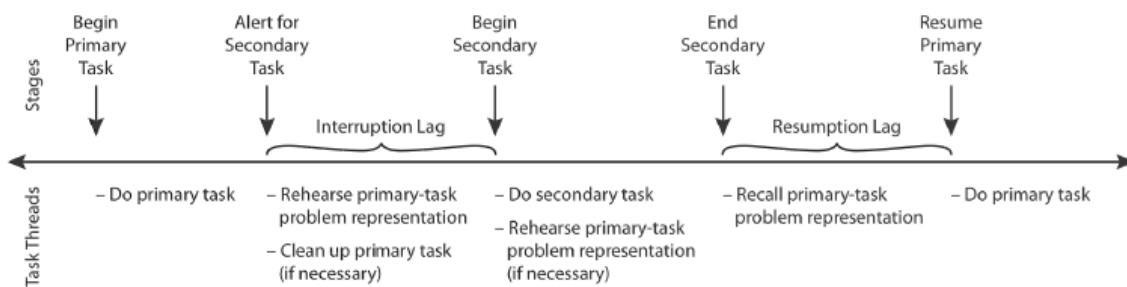 Stages
Begin
Primary
Task
Alert for
Secondary
Task
Begin
Secondary
Task
End
Secondary
Task
Resume
Primary
Task
Interruption Lag
Resumption Lag
Task Threads
– Do primary task
– Rehearse primary-task
problem representation
– Clean up primary task
(if necessary)
– Do secondary task
– Rehearse primary-task
problem representation
(if necessary)
– Recall primary-task
problem representation
– Do primary task